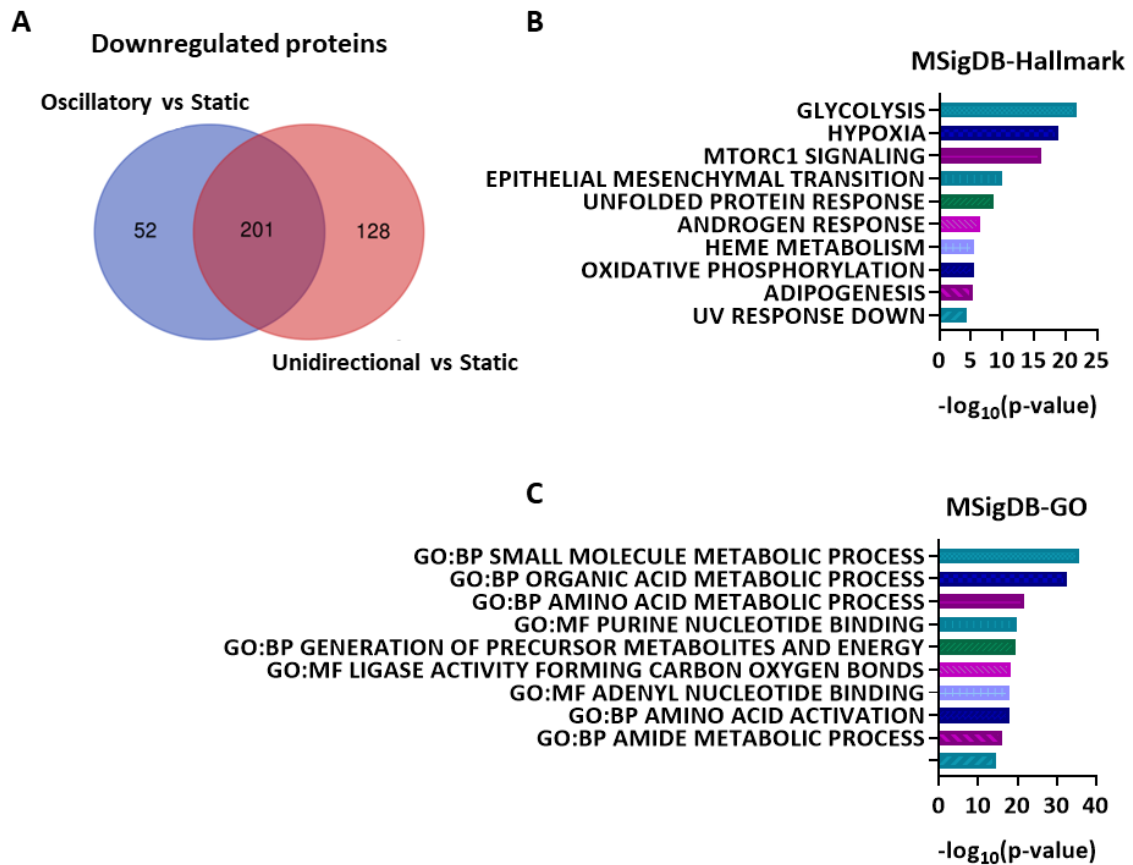 A
Downregulated proteins
Oscillatory vs Static
52
201
128
Unidirectional vs Static
B
MSigDB-Hallmark
GLYCOLYSIS
HYPOXIA
MTORC1 SIGNALING
EPITHELIAL MESENCHYMAL TRANSITION
UNFOLDED PROTEIN RESPONSE
ANDROGEN RESPONSE
HEME METABOLISM
OXIDATIVE PHOSPHORYLATION
ADIPOGENESIS
UV RESPONSE DOWN
0 5 10 15 20 25
-log10(p-value)
C
MSigDB-GO
GO:BP SMALL MOLECULE METABOLIC PROCESS
GO:BP ORGANIC ACID METABOLIC PROCESS
GO:BP AMINO ACID METABOLIC PROCESS
GO:MF PURINE NUCLEOTIDE BINDING
GO:BP GENERATION OF PRECURSOR METABOLITES AND ENERGY
GO:MF LIGASE ACTIVITY FORMING CARBON OXYGEN BONDS
GO:MF ADENYL NUCLEOTIDE BINDING
GO:BP AMINO ACID ACTIVATION
GO:BP AMIDE METABOLIC PROCESS
0 10 20 30 40
-log10(p-value)